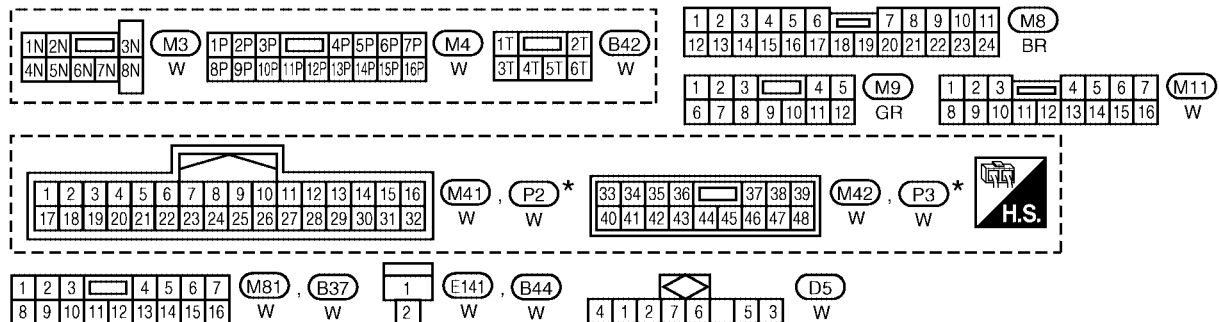 1N 2N 3N M3
4N 5N 6N 7N 8N W
1P 2P 3P 4P 5P 6P 7P M4
8P 9P 10P 11P 12P 13P 14P 15P 16P W
1T 2T B42
3T 4T 5T 6T W
1 2 3 4 5 6 7 8 9 10 11 M8
12 13 14 15 16 17 18 19 20 21 22 23 24 BR
1 2 3 4 5 M9
6 7 8 9 10 11 12 GR
1 2 3 4 5 6 7 M11
8 9 10 11 12 13 14 15 16 W
1 2 3 4 5 6 7 8 9 10 11 12 13 14 15 16 M41 , P2 *
17 18 19 20 21 22 23 24 25 26 27 28 29 30 31 32 W W
33 34 35 36 37 38 39 M42 , P3 *
40 41 42 43 44 45 46 47 48 W W
H.S.
1 2 3 4 5 6 7 M81 , B37
8 9 10 11 12 13 14 15 16 W W
1 E141 , B44
2 W W
D5
4 1 2 7 6 5 3 W